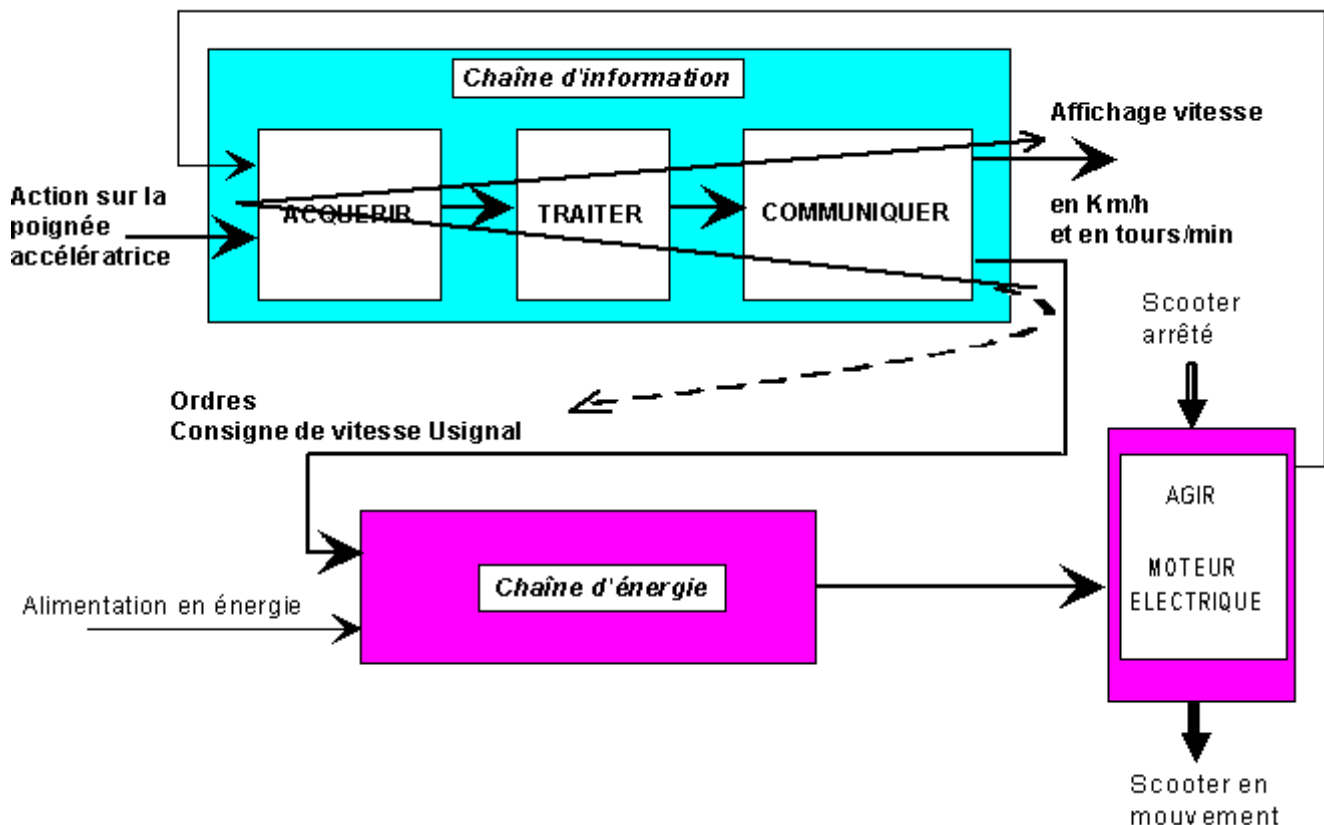 Chaîne d'information
Affichage vitesse
Action sur la
poignée
accélératrice
ACQUERIR
TRAITER
COMMUNIQUER
en Km/h
et en tours/min
Scooter
arrêté
Ordres
Consigne de vitesse Usignal
AGIR
MOTEUR
ELECTRIQUE
Chaîne d'énergie
Alimentation en énergie
Scooter en
mouvement